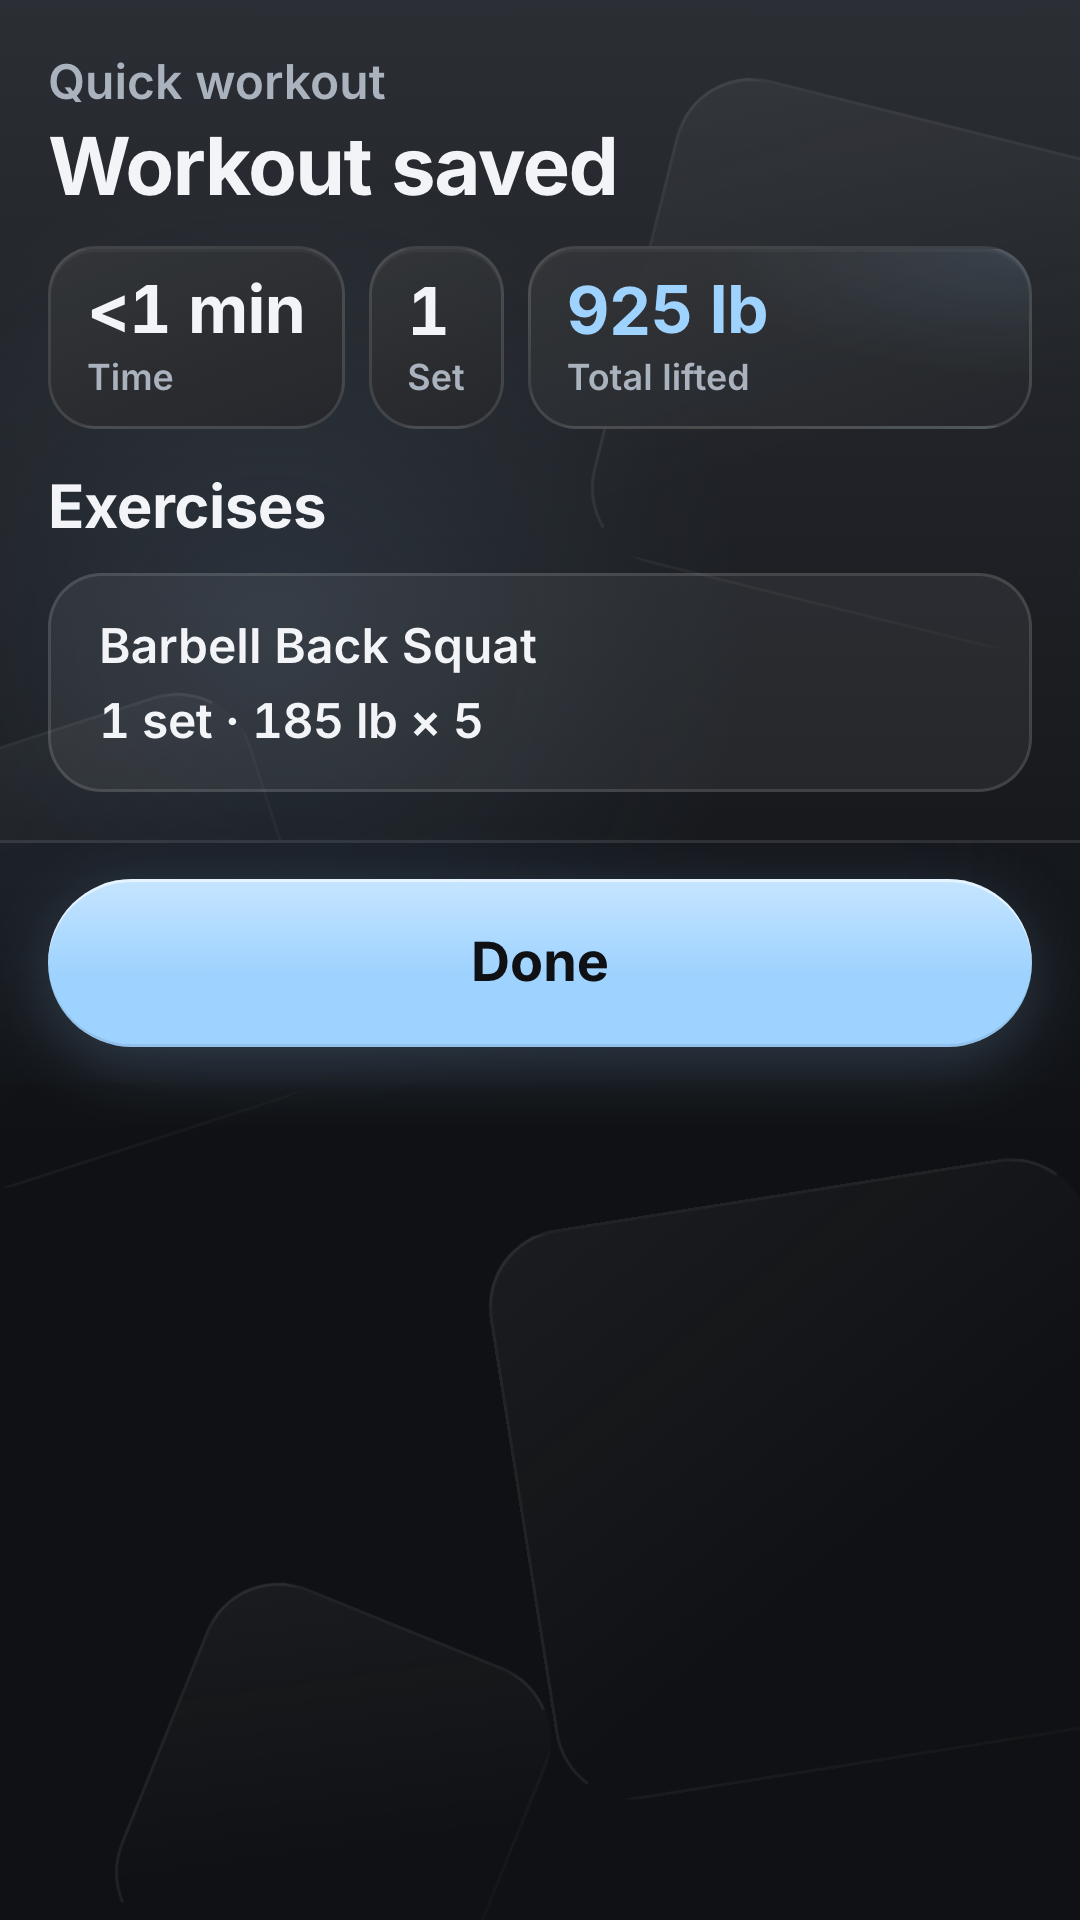 Quick workout
Workout saved
<1 min
Time
1
Set
925 lb
Total lifted
Exercises
Barbell Back Squat
1 set · 185 lb × 5
Done